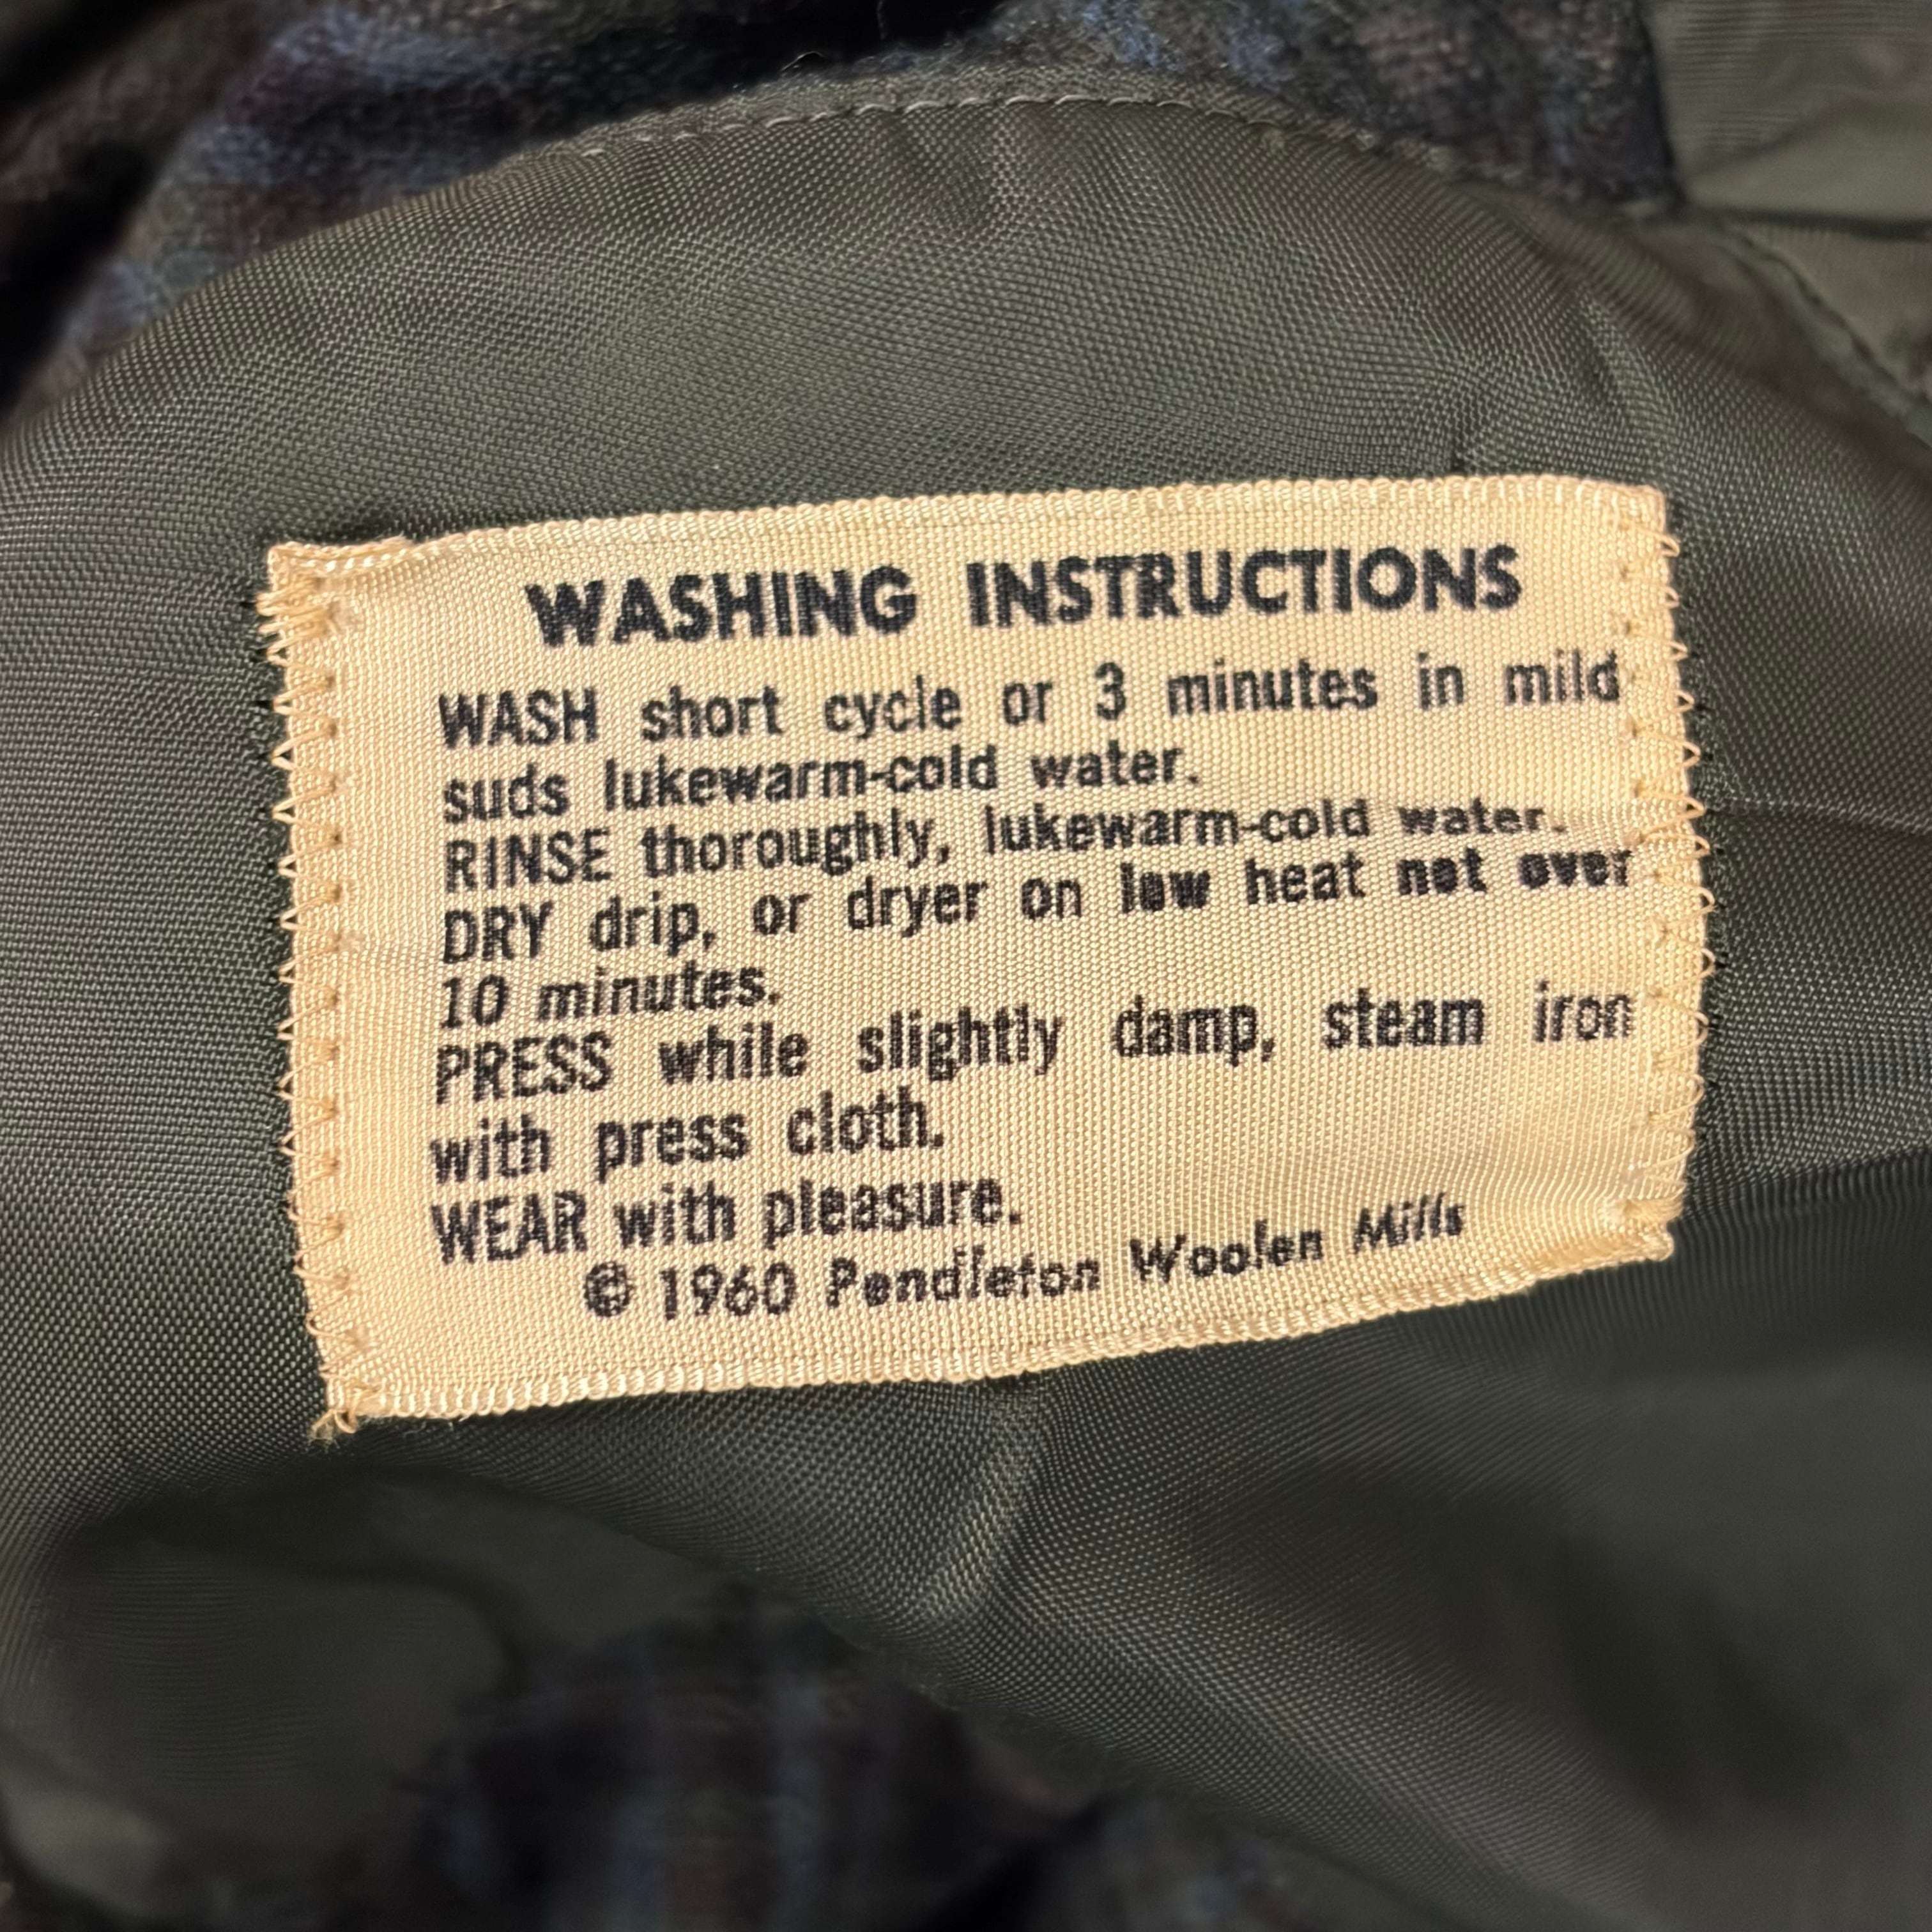 WASHING INSTRUCTIONS
WASH short cycle or 3 minutes in mild
suds lukewarm-cold water.
RINSE thoroughly, lukewarm-cold water.
DRY drip, or dryer on low heat not over
10 minutes.
PRESS while slightly damp, steam iron
with press cloth.
WEAR with pleasure.
© 1960 Pendleton Woolen Mills